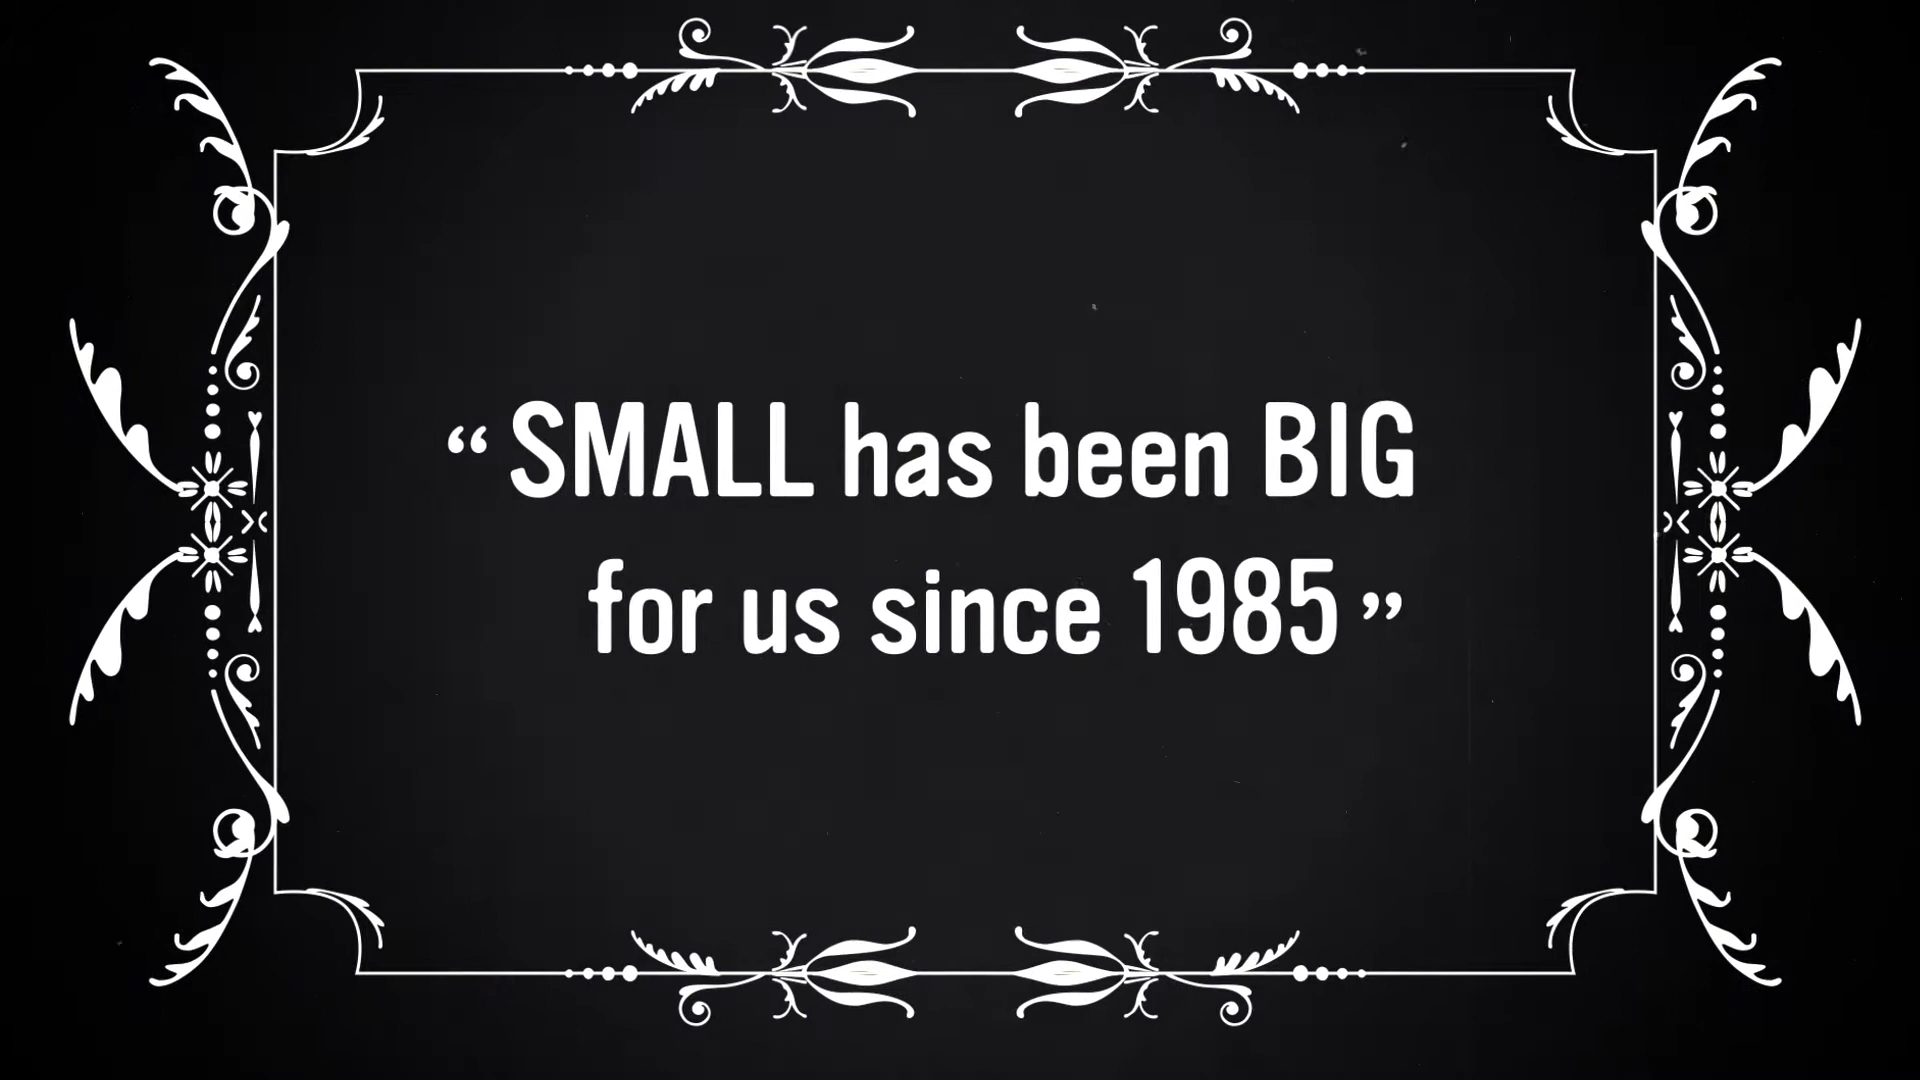 “ SMALL has been BIG
for us since 1985 ”